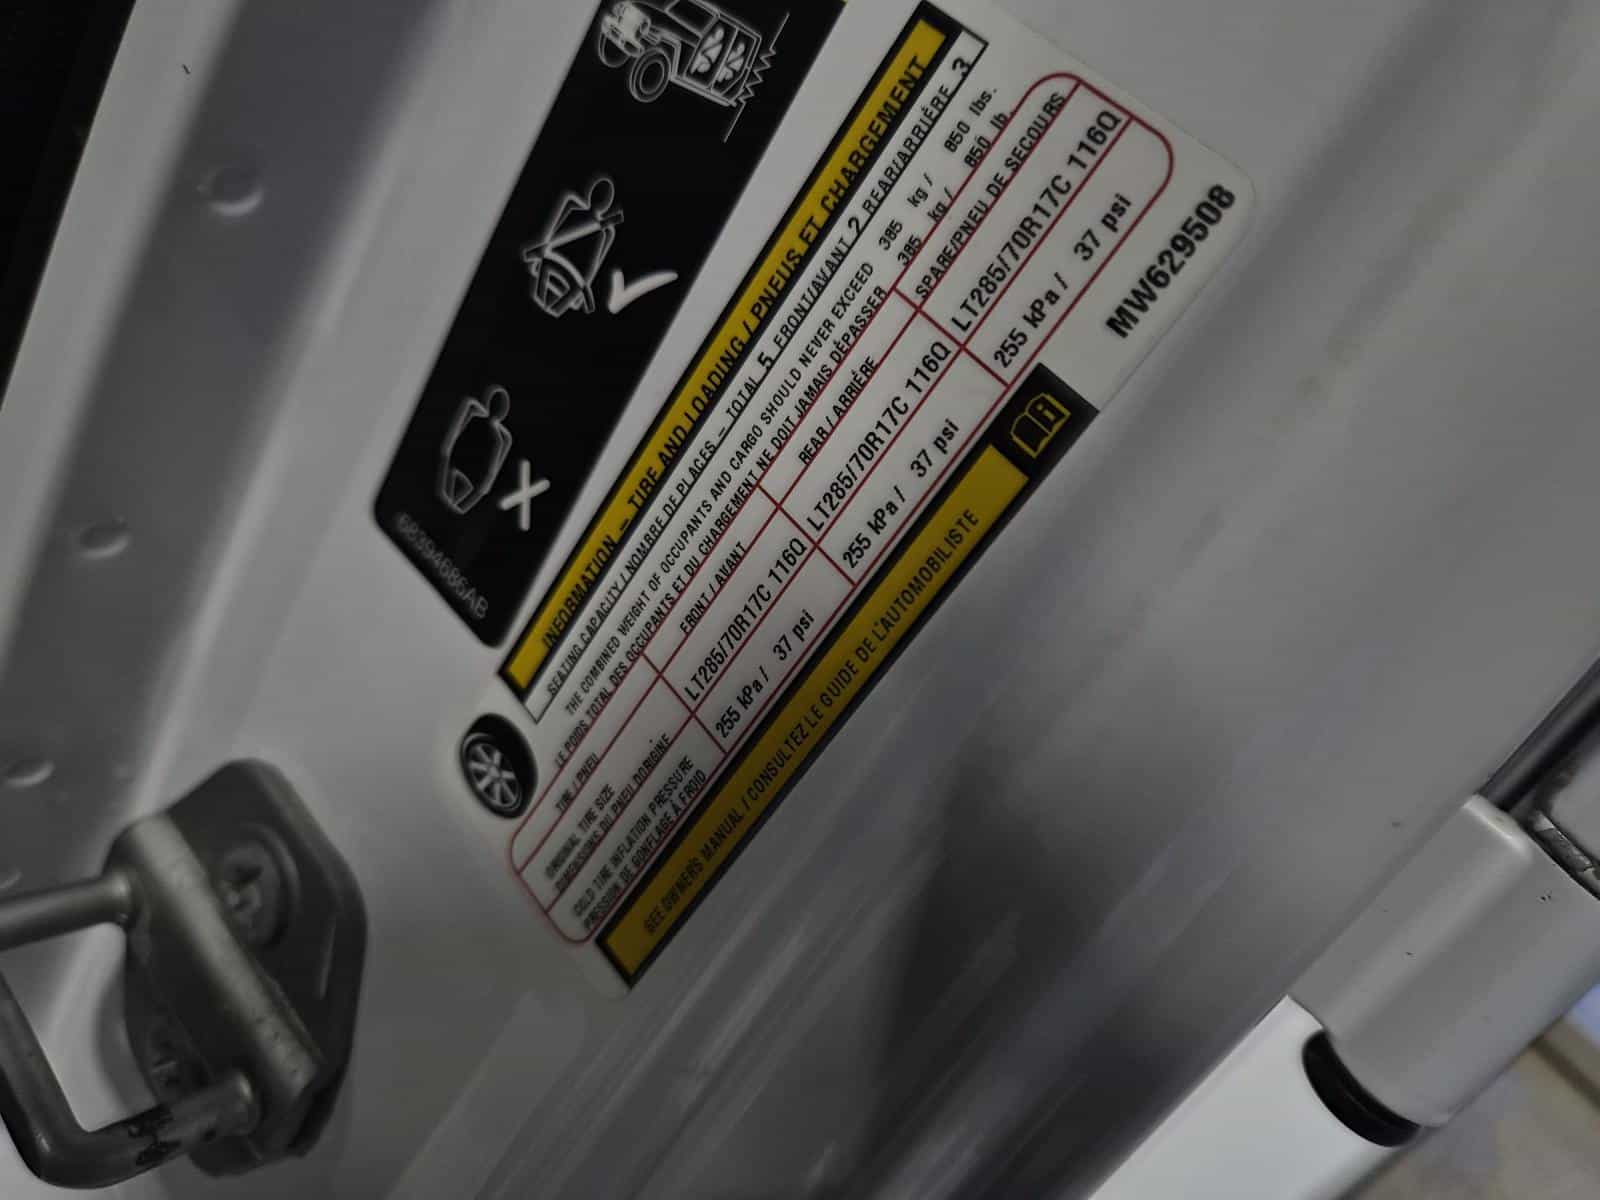 68394686AB
INFORMATION – TIRE AND LOADING / PNEUS ET CHARGEMENT
SEATING CAPACITY / NOMBRE DE PLACES – TOTAL 5 FRONT/AVANT 2 REAR/ARRIÈRE 3
THE COMBINED WEIGHT OF OCCUPANTS AND CARGO SHOULD NEVER EXCEED 385 kg / 850 lbs.
LE POIDS TOTAL DES OCCUPANTS ET DU CHARGEMENT NE DOIT JAMAIS DÉPASSER 385 kg / 850 lb.
TIRE / PNEU FRONT / AVANT REAR / ARRIÈRE SPARE/PNEU DE SECOURS
ORIGINAL TIRE SIZE
DIMENSIONS DU PNEU D'ORIGINE
LT285/70R17C 116Q LT285/70R17C 116Q LT285/70R17C 116Q
COLD TIRE INFLATION PRESSURE
PRESSION DE GONFLAGE À FROID
255 kPa / 37 psi 255 kPa / 37 psi 255 kPa / 37 psi
SEE OWNER'S MANUAL / CONSULTEZ LE GUIDE DE L'AUTOMOBILISTE
MW629508